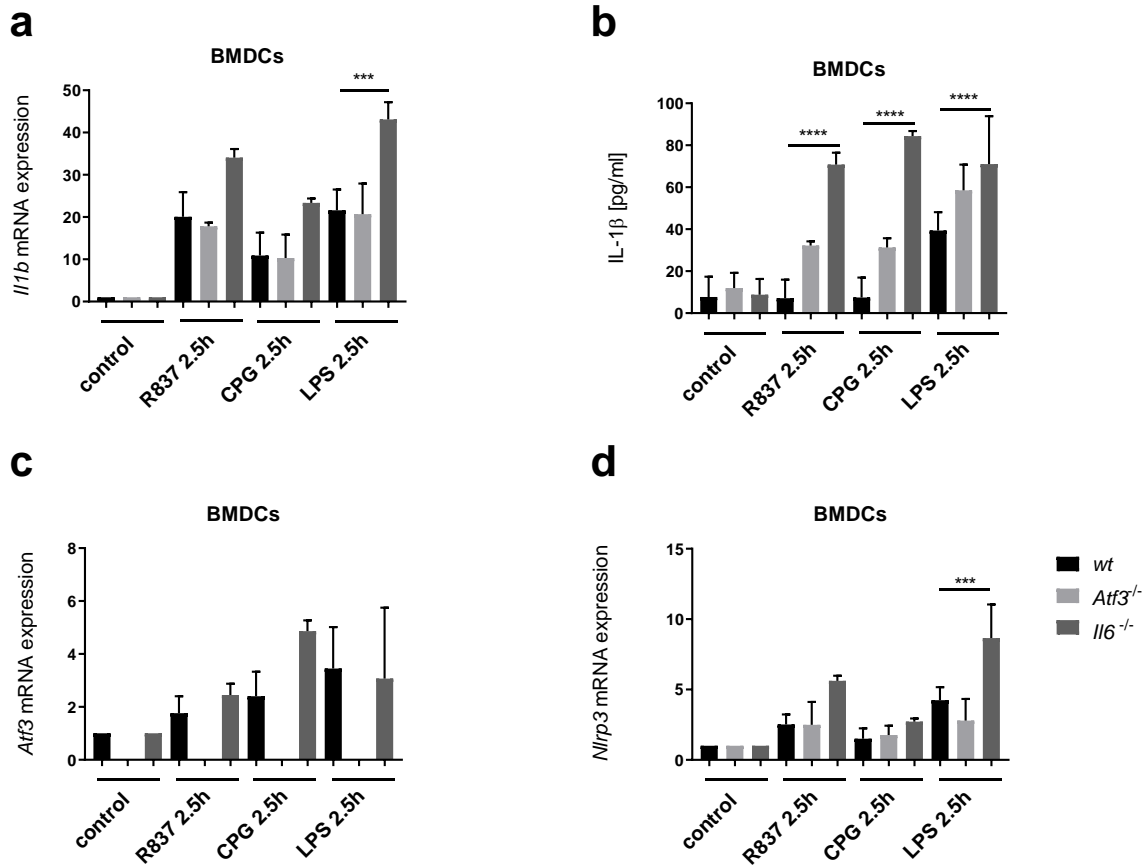 a
BMDCs
Il1b mRNA expression
50
40
30
20
10
0
***
control
R837 2.5h
CPG 2.5h
LPS 2.5h
b
BMDCs
IL-1β [pg/ml]
100
80
60
40
20
0
****
****
****
control
R837 2.5h
CPG 2.5h
LPS 2.5h
c
BMDCs
Atf3 mRNA expression
8
6
4
2
0
control
R837 2.5h
CPG 2.5h
LPS 2.5h
d
BMDCs
Nlrp3 mRNA expression
15
10
5
0
***
control
R837 2.5h
CPG 2.5h
LPS 2.5h
wt
Atf3-/-
Il6 -/-